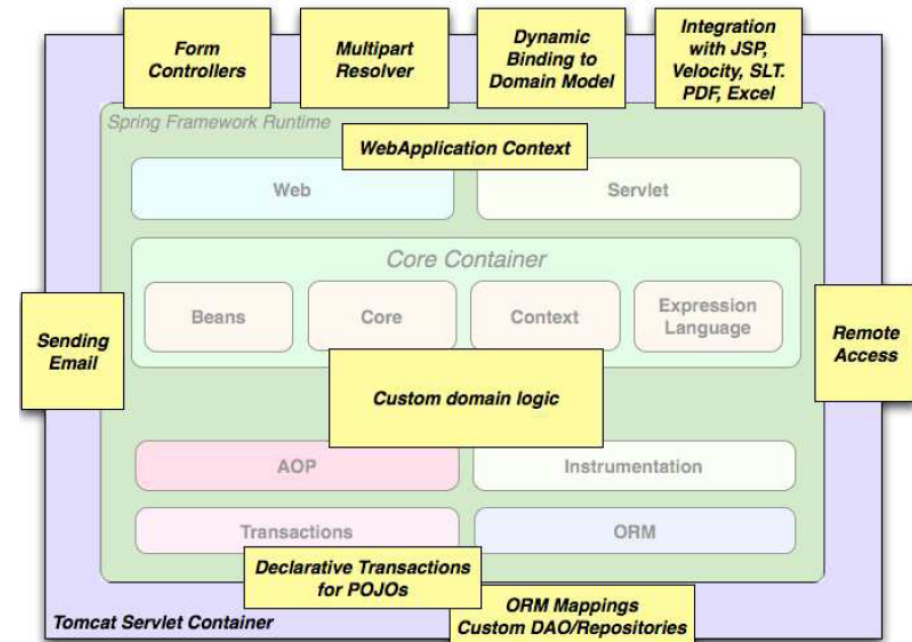 Form
Controllers
Multipart
Resolver
Dynamic
Binding to
Domain Model
Integration
with JSP,
Velocity, SLT.
PDF, Excel
Spring Framework Runtime
WebApplication Context
Web
Servlet
Core Container
Beans
Core
Context
Expression
Language
Sending
Email
Remote
Access
Custom domain logic
AOP
Instrumentation
Transactions
ORM
Declarative Transactions
for POJOs
ORM Mappings
Custom DAO/Repositories
Tomcat Servlet Container